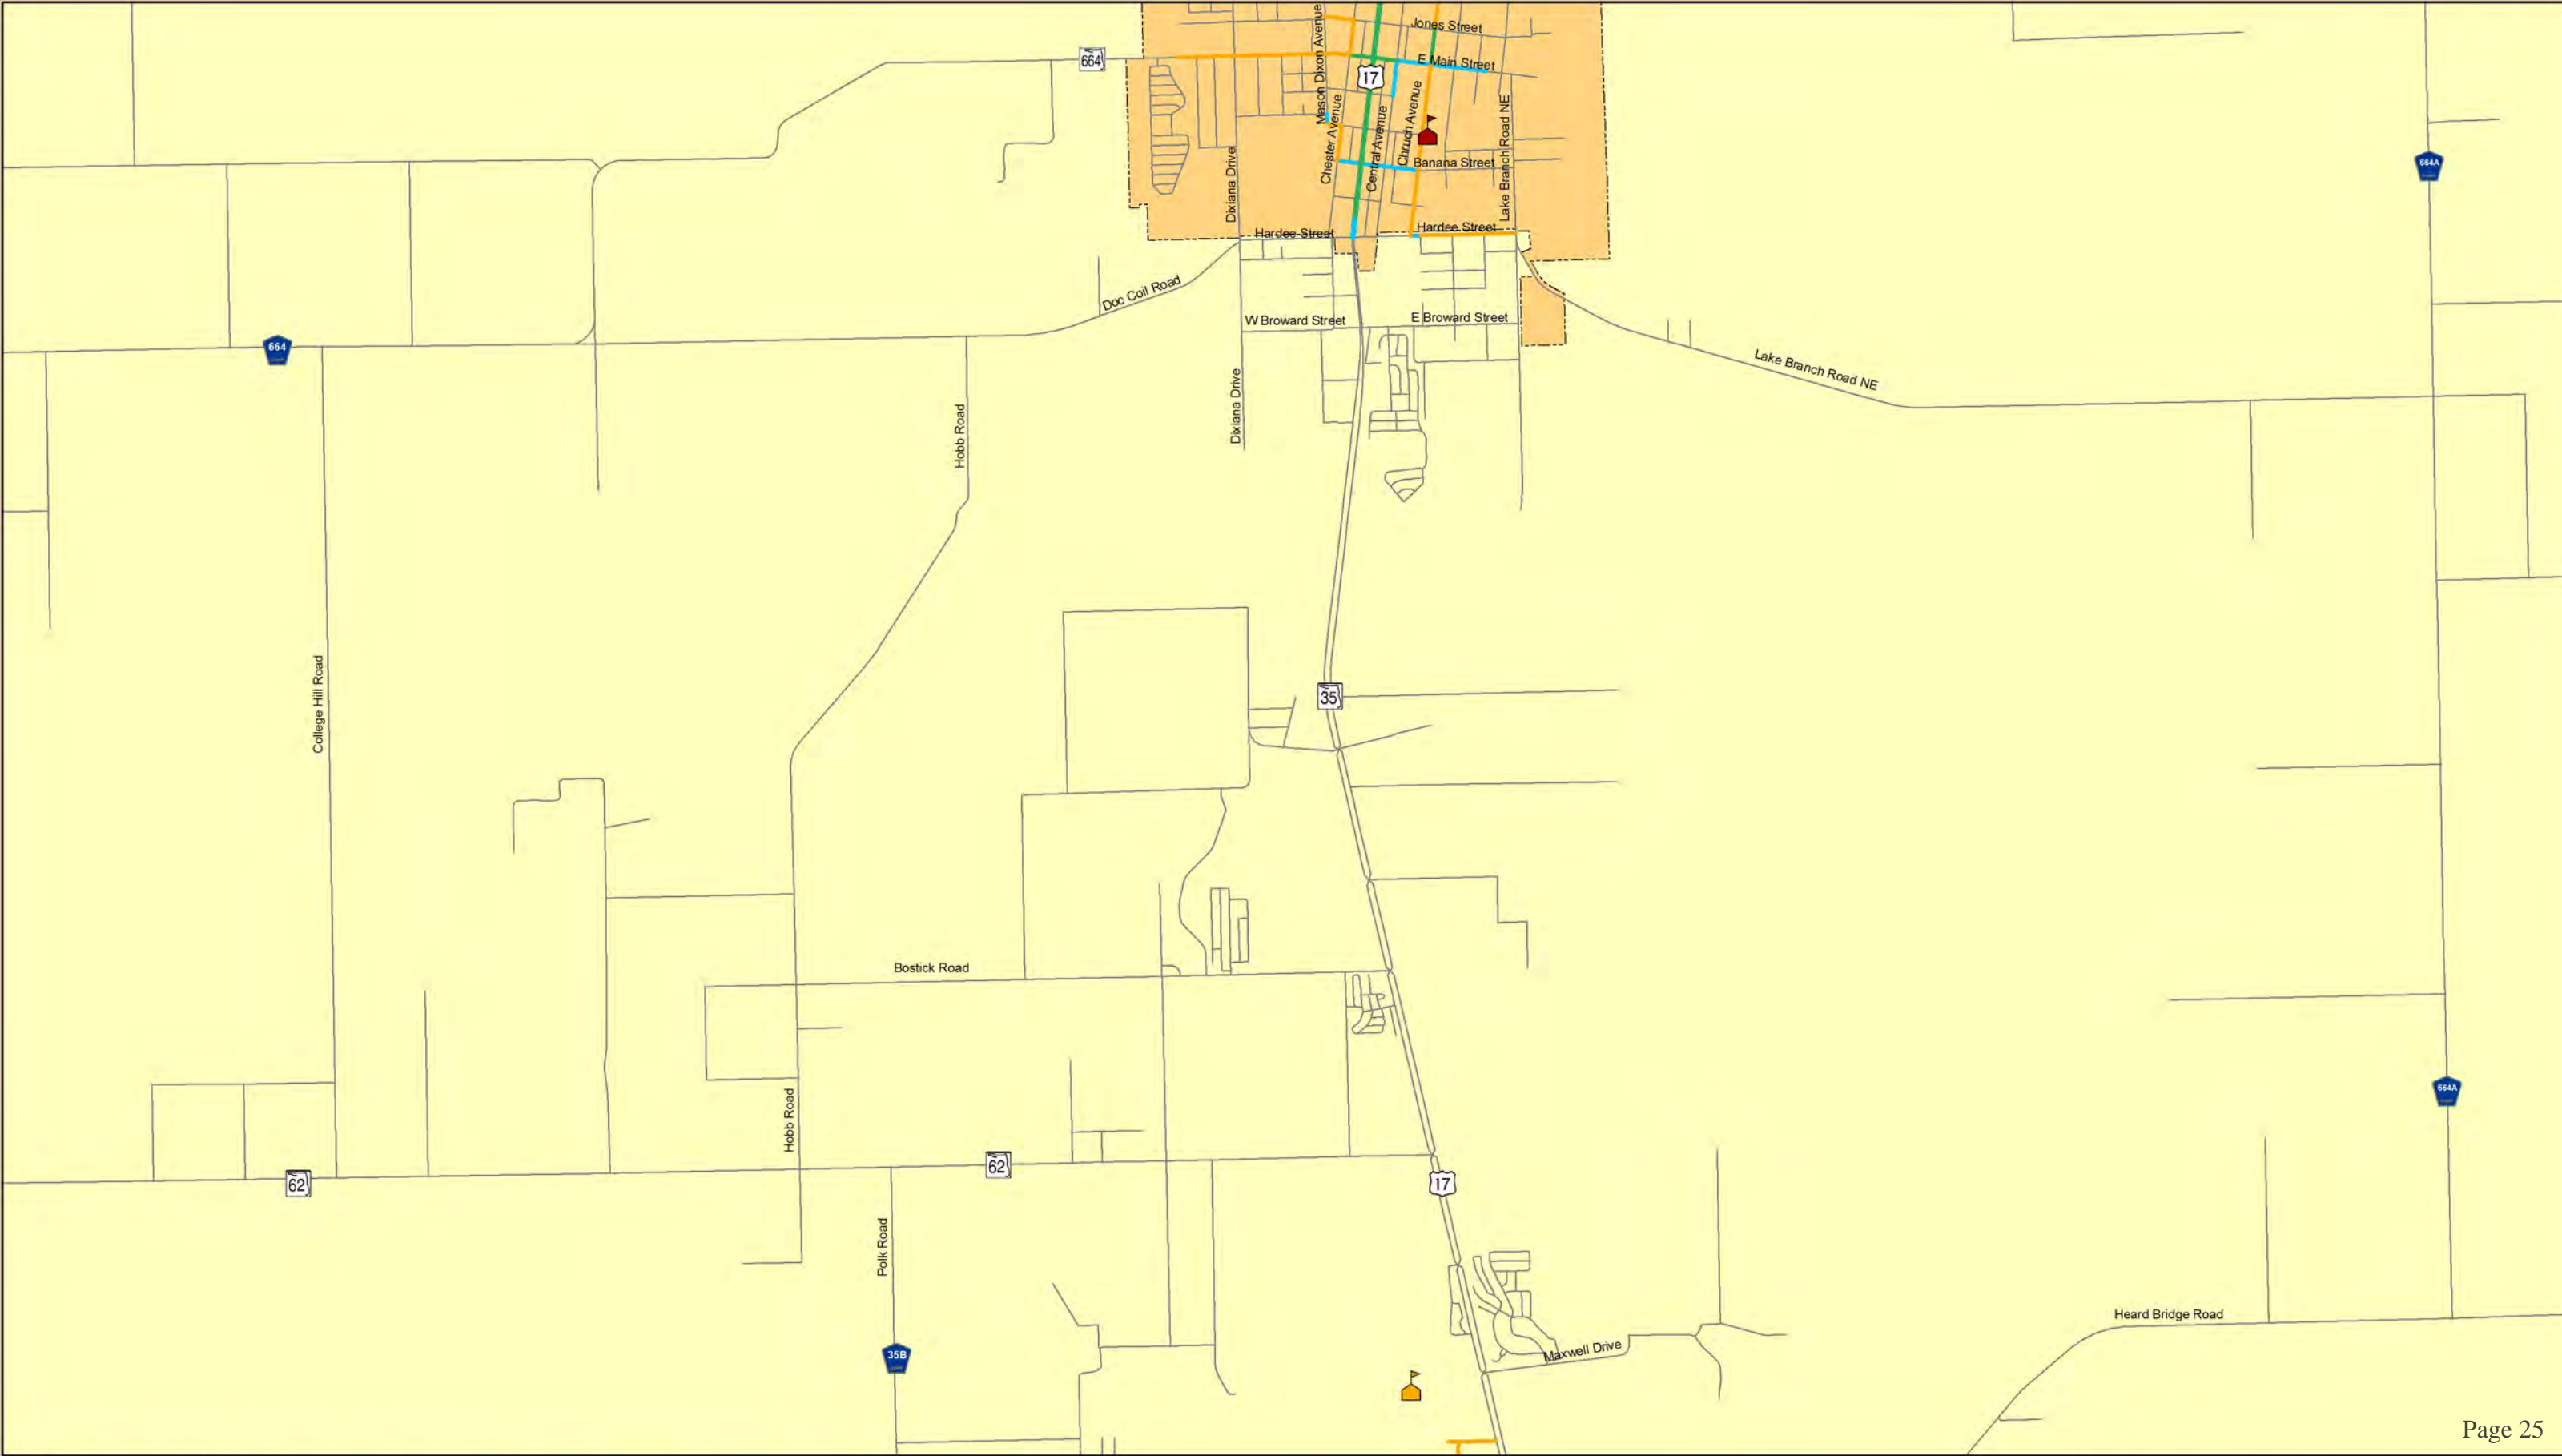 Jones Street
Mason Dixon Avenue
664
E Main Street
17
Chester Avenue
Central Avenue
Chruch Avenue
Lake Branch Road NE
Banana Street
664A
Dixiana Drive
Hardee Street
Hardee Street
Doc Coil Road
W Broward Street
E Broward Street
664
Lake Branch Road NE
Dixiana Drive
Hobb Road
35
College Hill Road
Bostick Road
664A
Hobb Road
62
62
17
Polk Road
Heard Bridge Road
Maxwell Drive
35B
Page 25